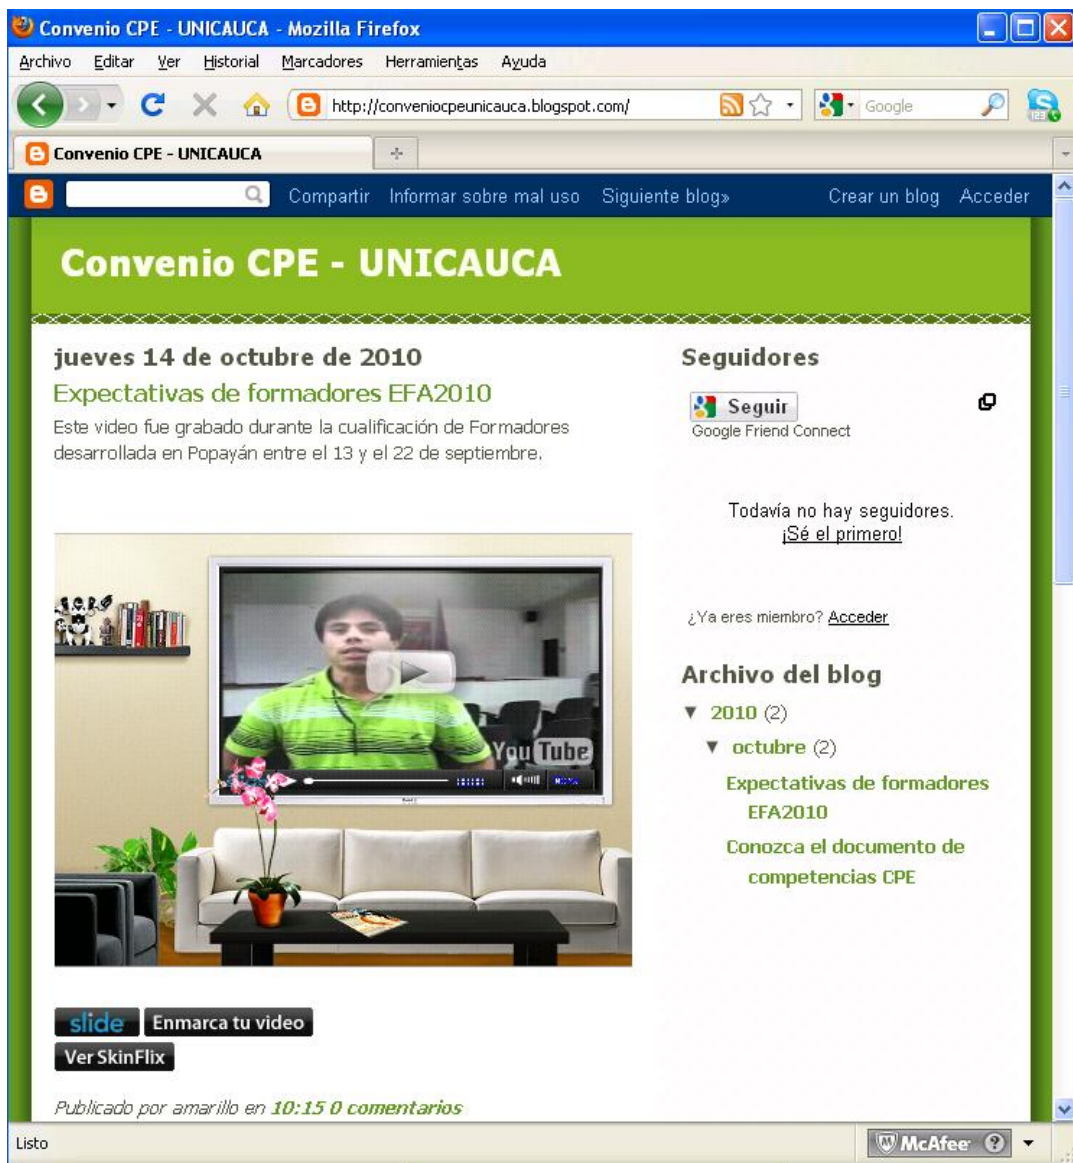 Convenio CPE - UNICAUCA - Mozilla Firefox
Archivo Editar Ver Historial Marcadores Herramientas Ayuda
http://conveniocpeunicauca.blogspot.com/ Google
Convenio CPE - UNICAUCA
Compartir Informar sobre mal uso Siguiente blog» Crear un blog Acceder
Convenio CPE - UNICAUCA
jueves 14 de octubre de 2010
Expectativas de formadores EFA2010
Este video fue grabado durante la cualificación de Formadores
desarrollada en Popayán entre el 13 y el 22 de septiembre.
YouTube
slide Enmarca tu video
Ver SkinFlix
Publicado por amarillo en 10:15 0 comentarios
Seguidores
Seguir
Google Friend Connect
Todavía no hay seguidores.
¡Sé el primero!
¿Ya eres miembro? Acceder
Archivo del blog
▼ 2010 (2)
▼ octubre (2)
Expectativas de formadores
EFA2010
Conozca el documento de
competencias CPE
Listo McAfee